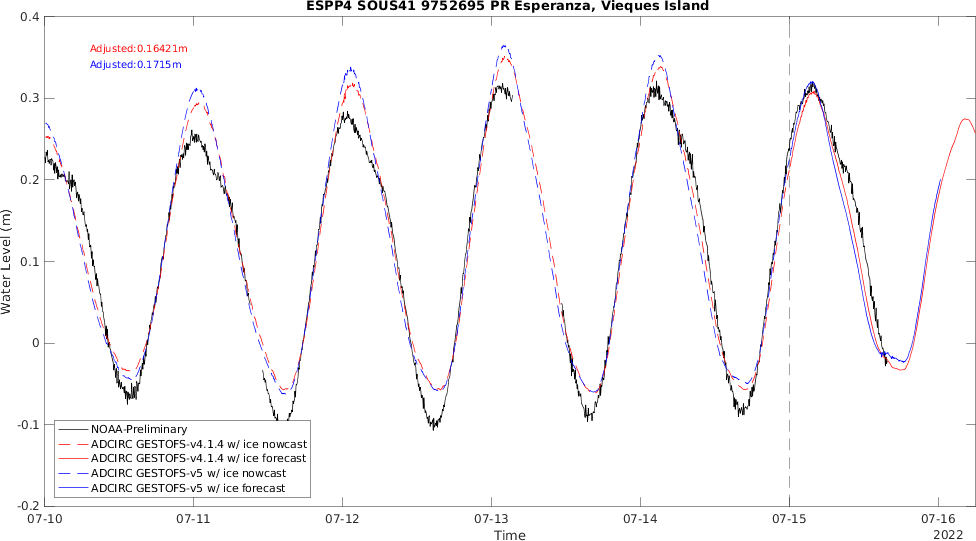 ESPP4 SOUS41 9752695 PR Esperanza, Vieques Island
0.4
Adjusted:0.16421m
Adjusted:0.1715m
0.3
0.2
0.1
0
-0.1
-0.2
Water Level (m)
NOAA-Preliminary
ADCIRC GESTOFS-v4.1.4 w/ ice nowcast
ADCIRC GESTOFS-v4.1.4 w/ ice forecast
ADCIRC GESTOFS-v5 w/ ice nowcast
ADCIRC GESTOFS-v5 w/ ice forecast
07-10 07-11 07-12 07-13 07-14 07-15 07-16
Time
2022